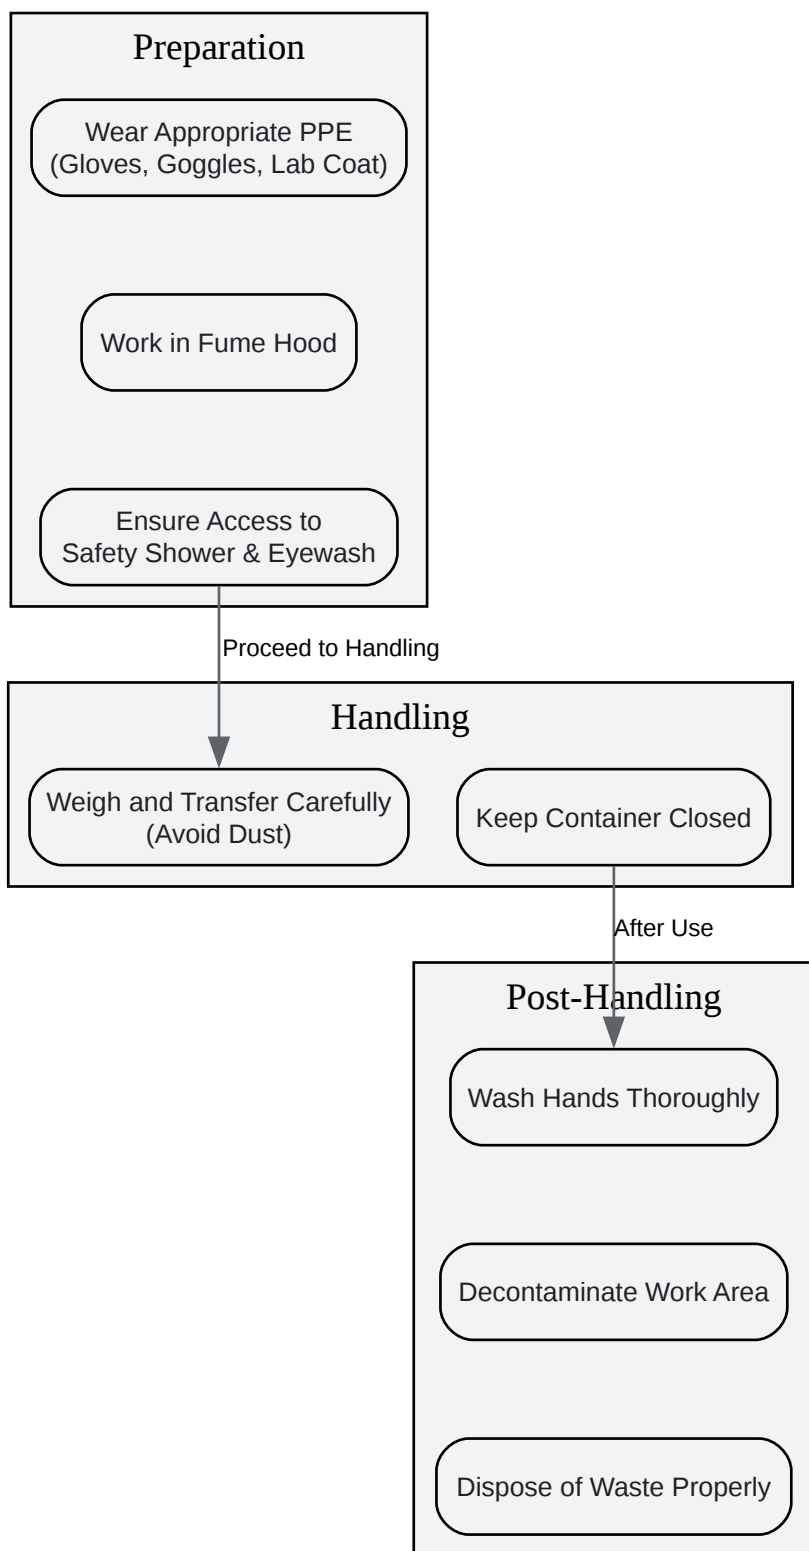 Preparation
Wear Appropriate PPE
(Gloves, Goggles, Lab Coat)
Work in Fume Hood
Ensure Access to
Safety Shower & Eyewash
Proceed to Handling
Handling
Weigh and Transfer Carefully
(Avoid Dust)
Keep Container Closed
After Use
Post-Handling
Wash Hands Thoroughly
Decontaminate Work Area
Dispose of Waste Properly